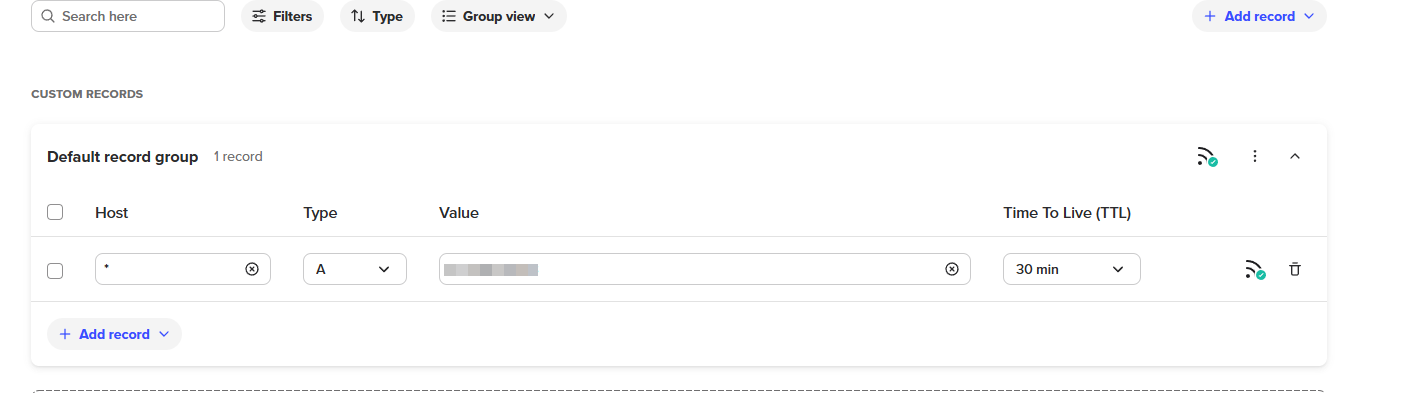 Search here Filters Type Group view Add record
CUSTOM RECORDS
Default record group 1 record
Host Type Value Time To Live (TTL)
* A 30 min
Add record